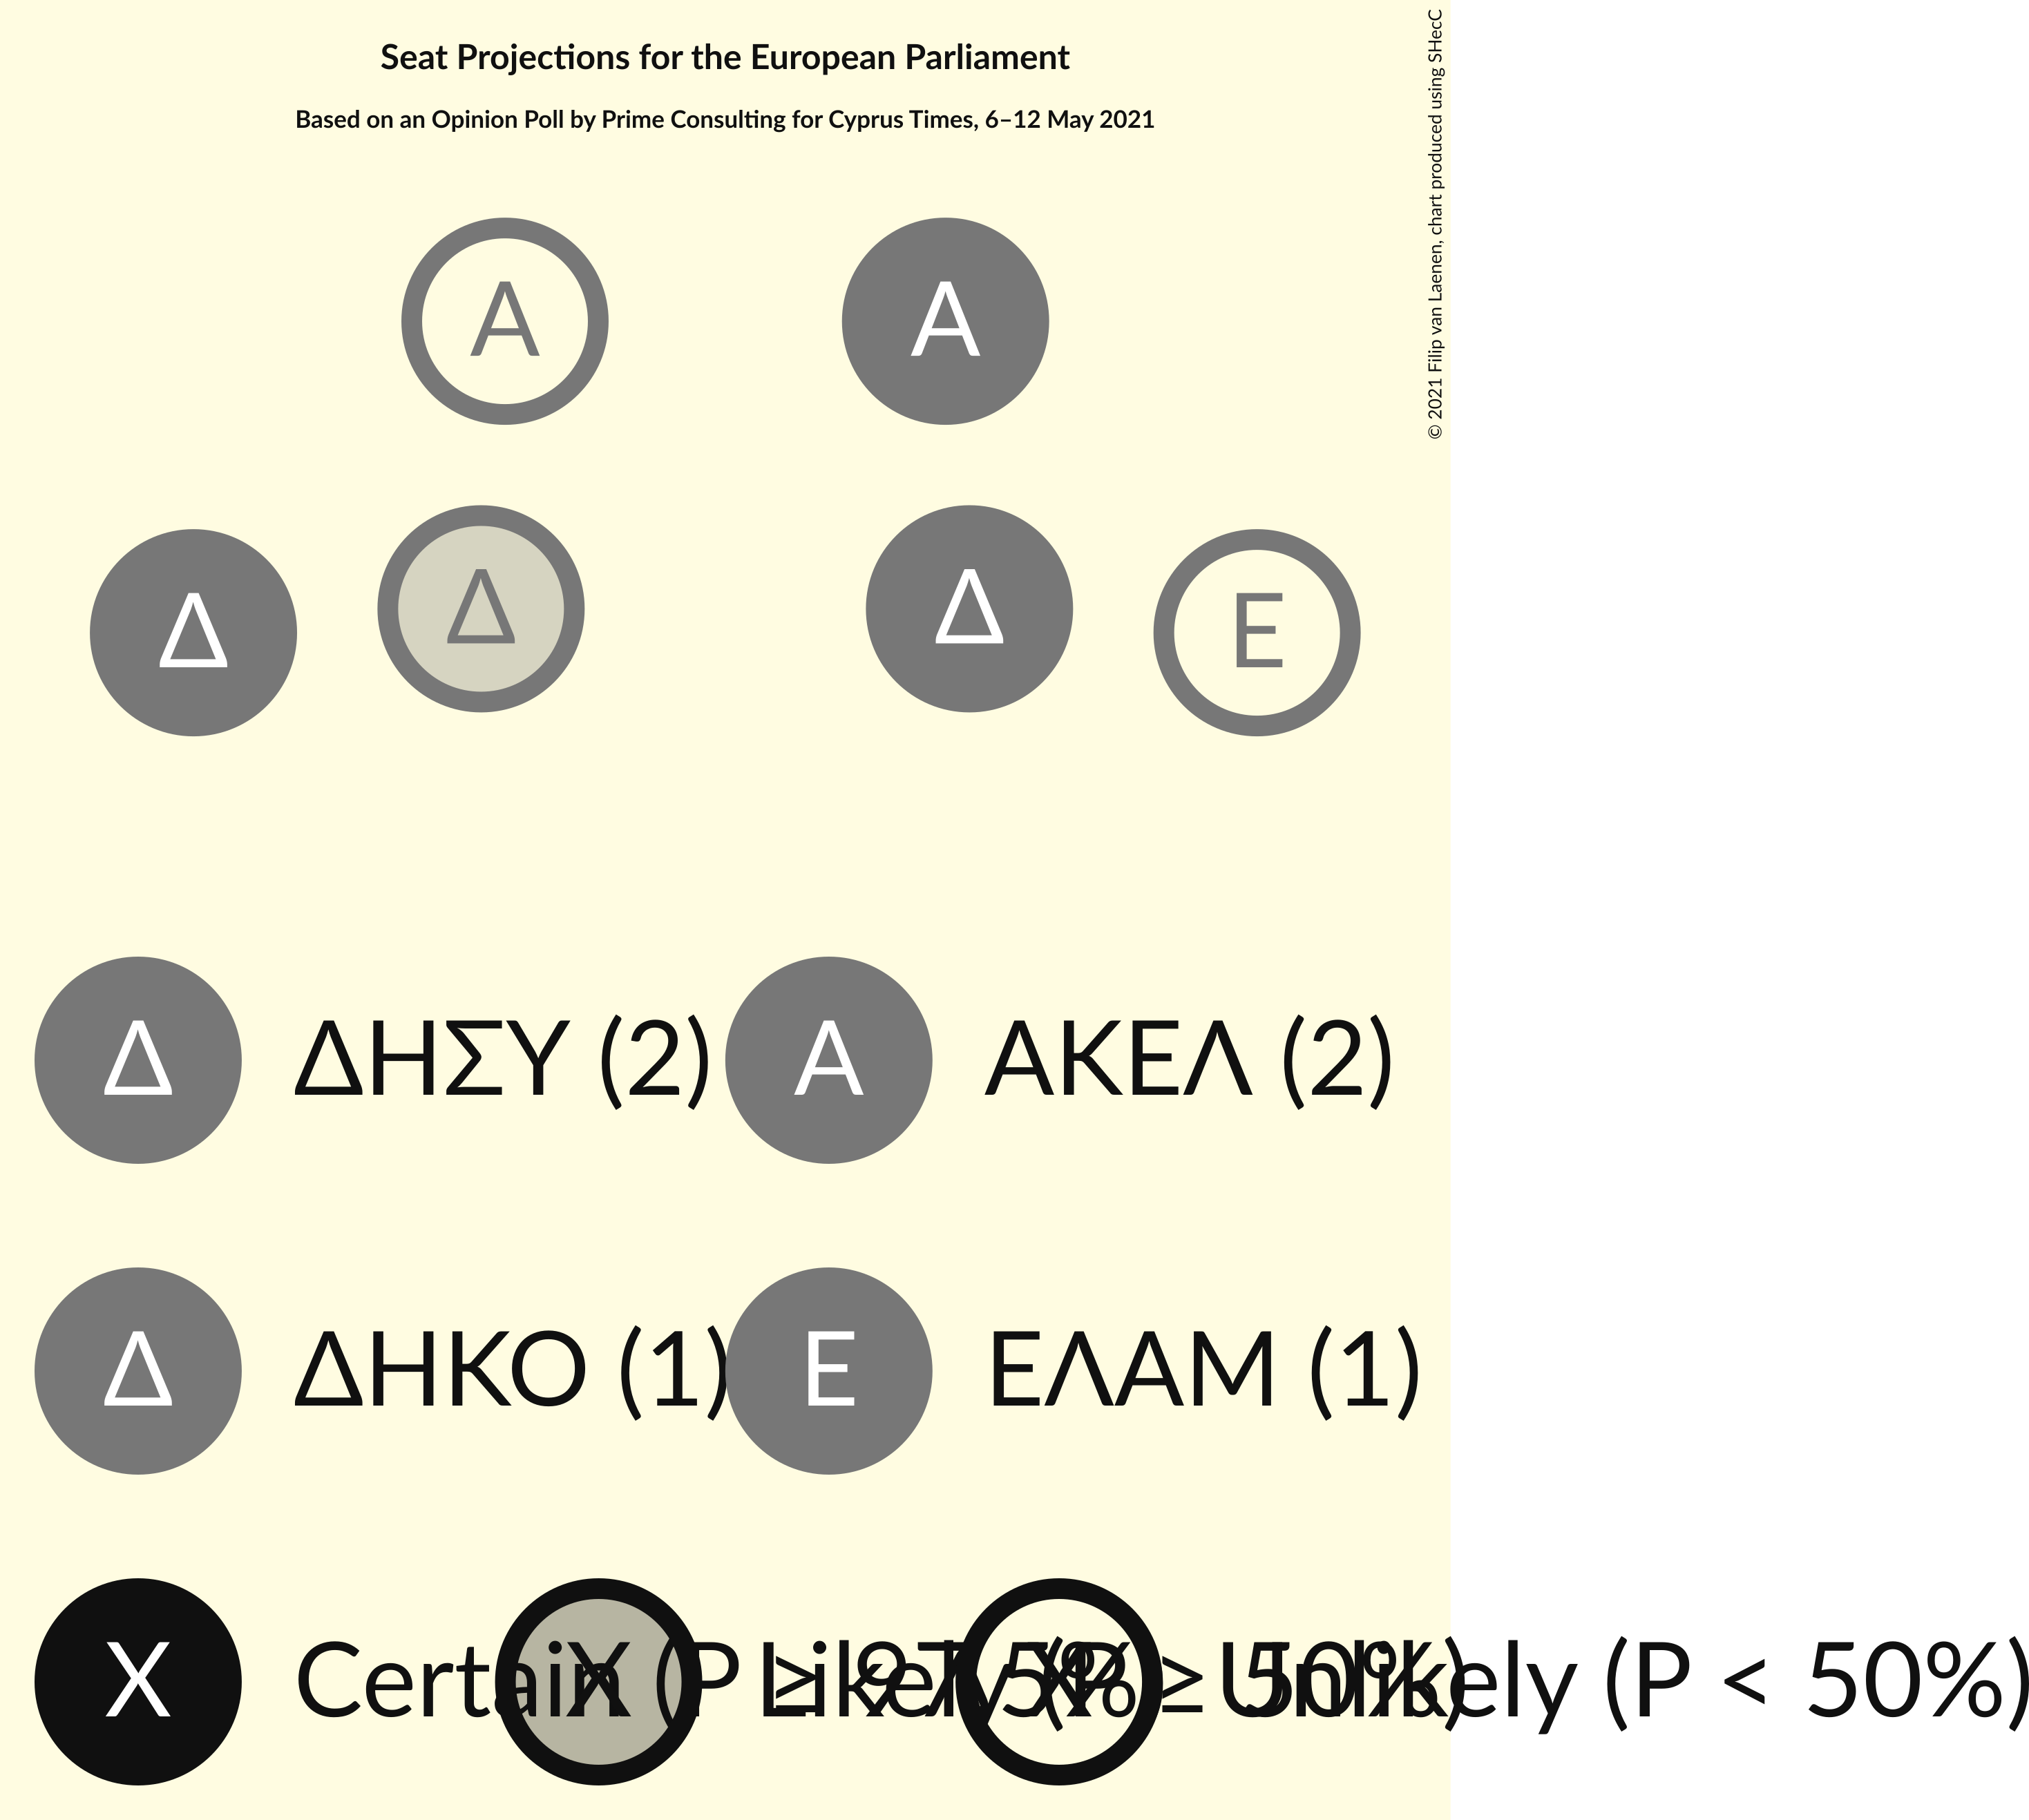 Seat Projections for the European Parliament
Based on an Opinion Poll by Prime Consulting for Cyprus Times, 6–12 May 2021
© 2021 Filip van Laenen, chart produced using SHecC
Α Α
Δ Δ Δ Ε
Δ ΔΗΣΥ (2) Α ΑΚΕΛ (2)
Δ ΔΗΚΟ (1) Ε ΕΛΑΜ (1)
X Certain (P ≥ 97.5%) X Likely (P ≥ 50%) X Unlikely (P < 50%)